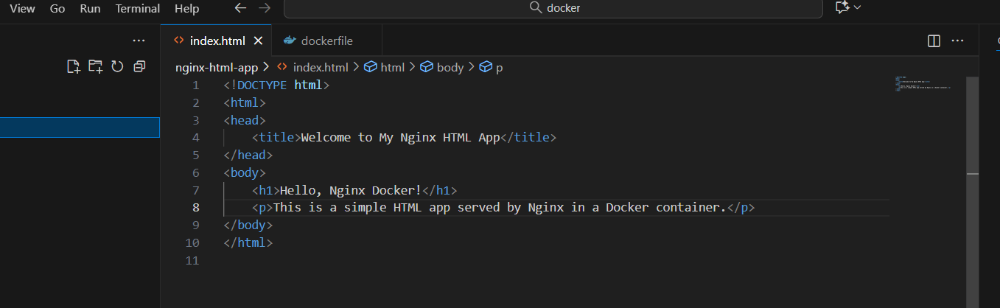 View Go Run Terminal Help docker
index.html dockerfile
nginx-html-app > index.html > html > body > p
1 <!DOCTYPE html>
2 <html>
3 <head>
4     <title>Welcome to My Nginx HTML App</title>
5 </head>
6 <body>
7     <h1>Hello, Nginx Docker!</h1>
8     <p>This is a simple HTML app served by Nginx in a Docker container.</p>
9 </body>
10 </html>
11